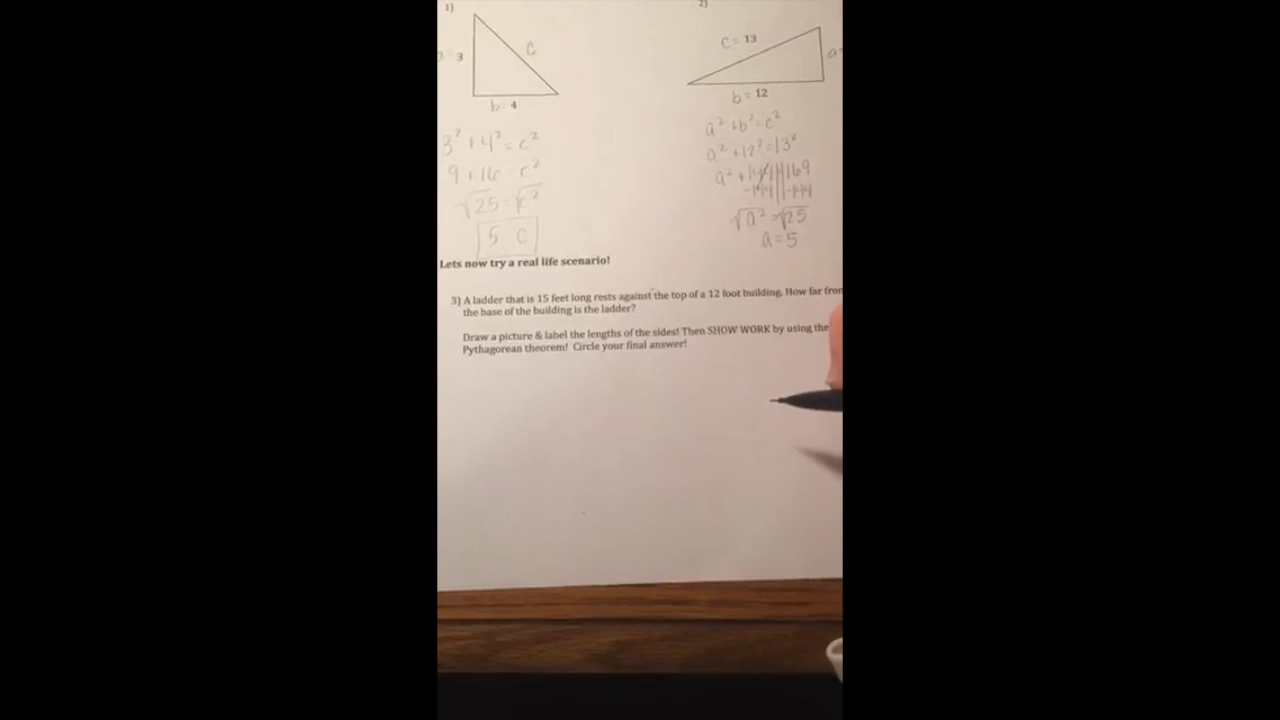 1)
2)
= 3
c
b = 4
c = 13
a=
b = 12
3² + 4² = c²
9 + 16 c²
√25 = √c²
5 = c
a² + b² = c²
a² + 12² = 13²
a² + 144 = 169
-144 -144
√a² = √25
a = 5
Lets now try a real life scenario!
3) A ladder that is 15 feet long rests against the top of a 12 foot building. How far from
the base of the building is the ladder?
Draw a picture & label the lengths of the sides! Then SHOW WORK by using the
Pythagorean theorem! Circle your final answer!